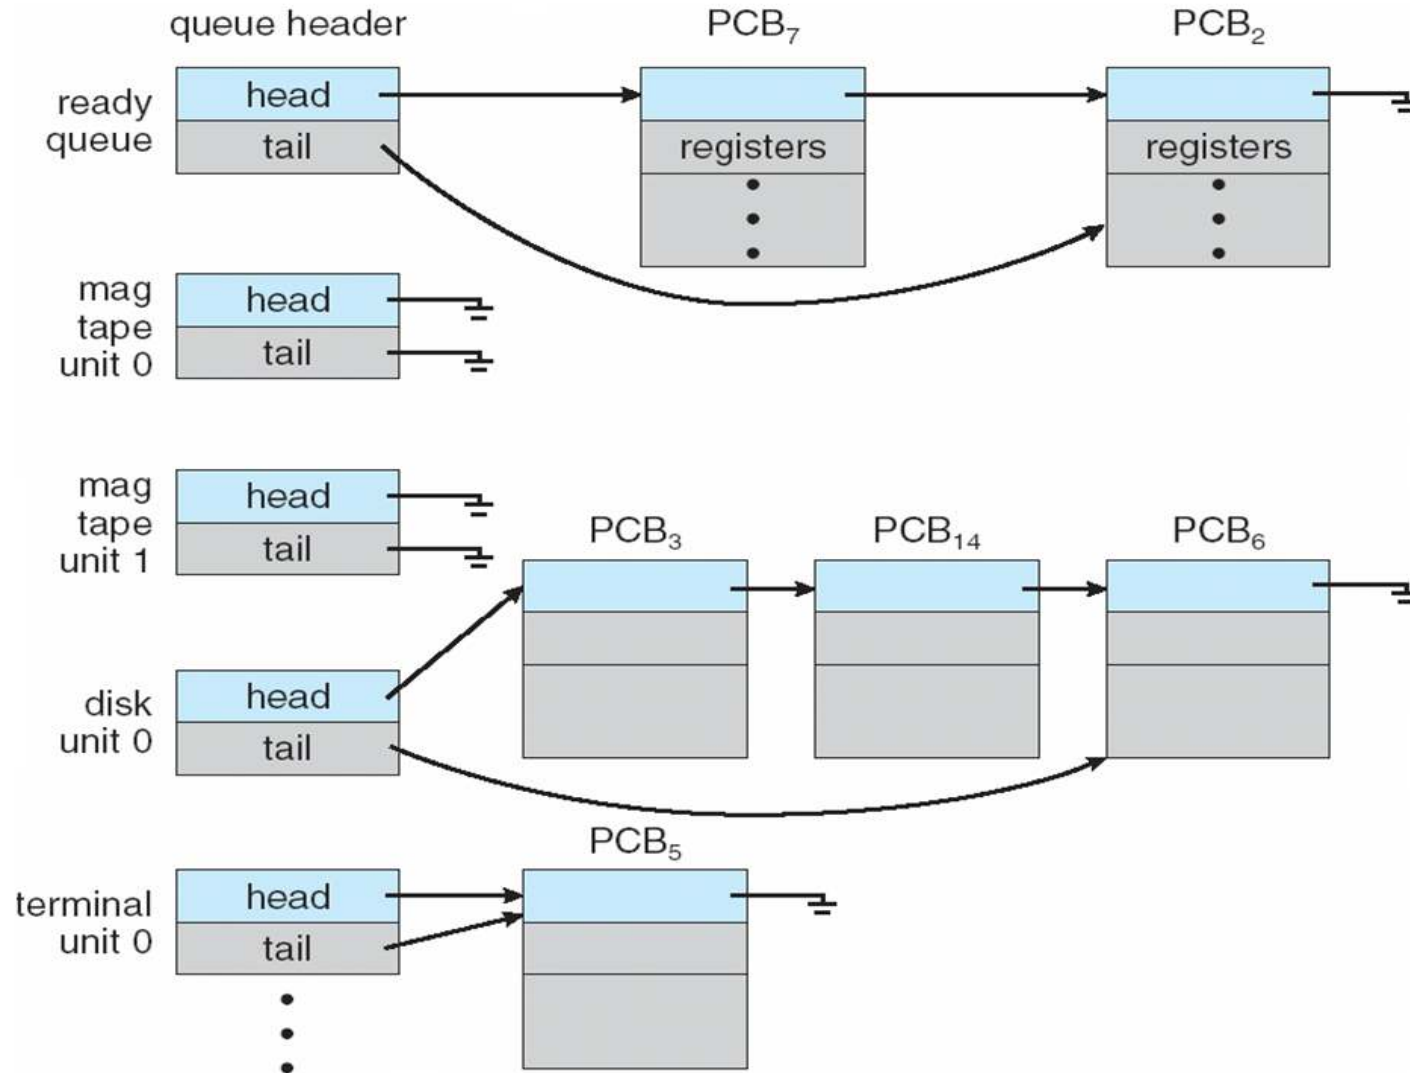 queue header
PCB₇
PCB₂
ready
queue
head
tail
registers
registers
mag
tape
unit 0
head
tail
mag
tape
unit 1
head
tail
PCB₃
PCB₁₄
PCB₆
disk
unit 0
head
tail
PCB₅
terminal
unit 0
head
tail